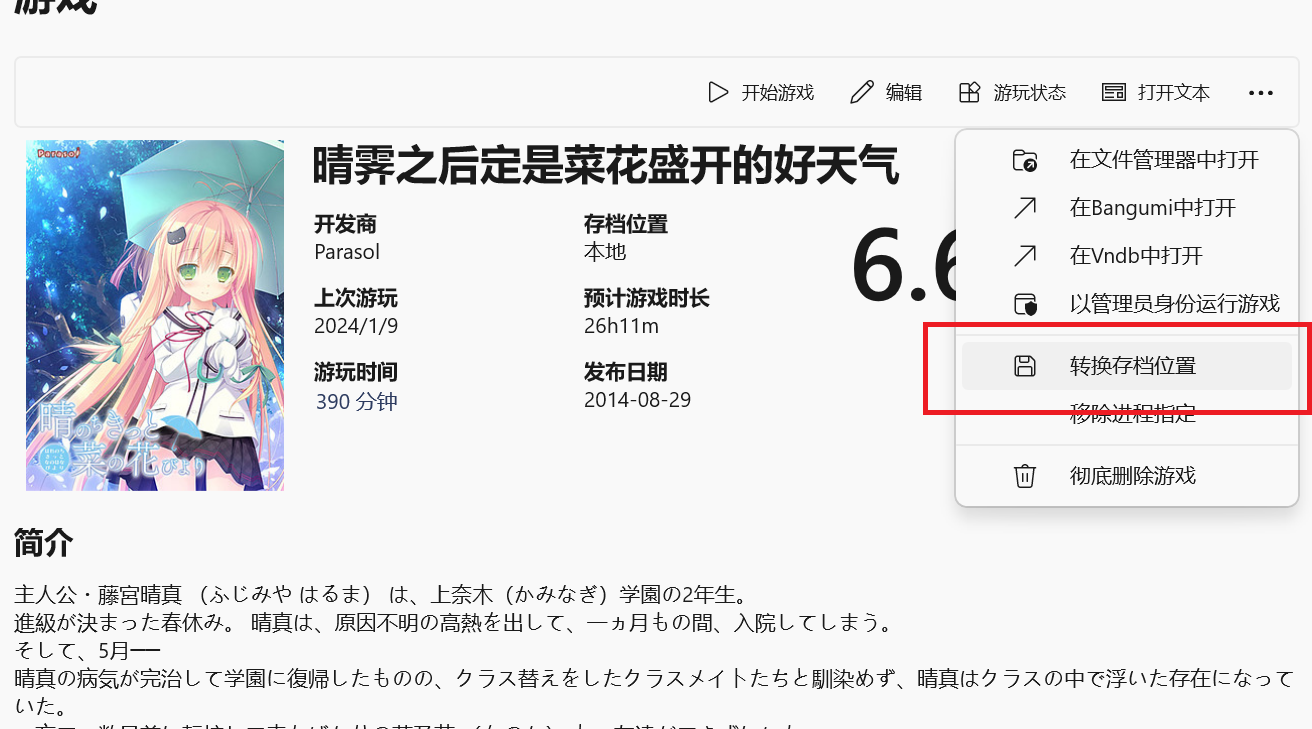 游戏
开始游戏 编辑 游玩状态 打开文本
Parasol
晴霁之后定是菜花盛开的好天气
开发商 存档位置
Parasol 本地
6.6
上次游玩 预计游戏时长
2024/1/9 26h11m
游玩时间 发布日期
390 分钟 2014-08-29
在文件管理器中打开
在Bangumi中打开
在Vndb中打开
以管理员身份运行游戏
转换存档位置
移除进程指定
彻底删除游戏
晴のちきっと
菜の花びより
简介
主人公・藤宮晴真 （ふじみや はるま） は、上奈木（かみなぎ）学園の2年生。
進級が決まった春休み。 晴真は、原因不明の高熱を出して、一ヵ月もの間、入院してしまう。
そして、5月──
晴真の病気が完治して学園に復帰したものの、クラス替えをしたクラスメイトたちと馴染めず、晴真はクラスの中で浮いた存在になって
いた。